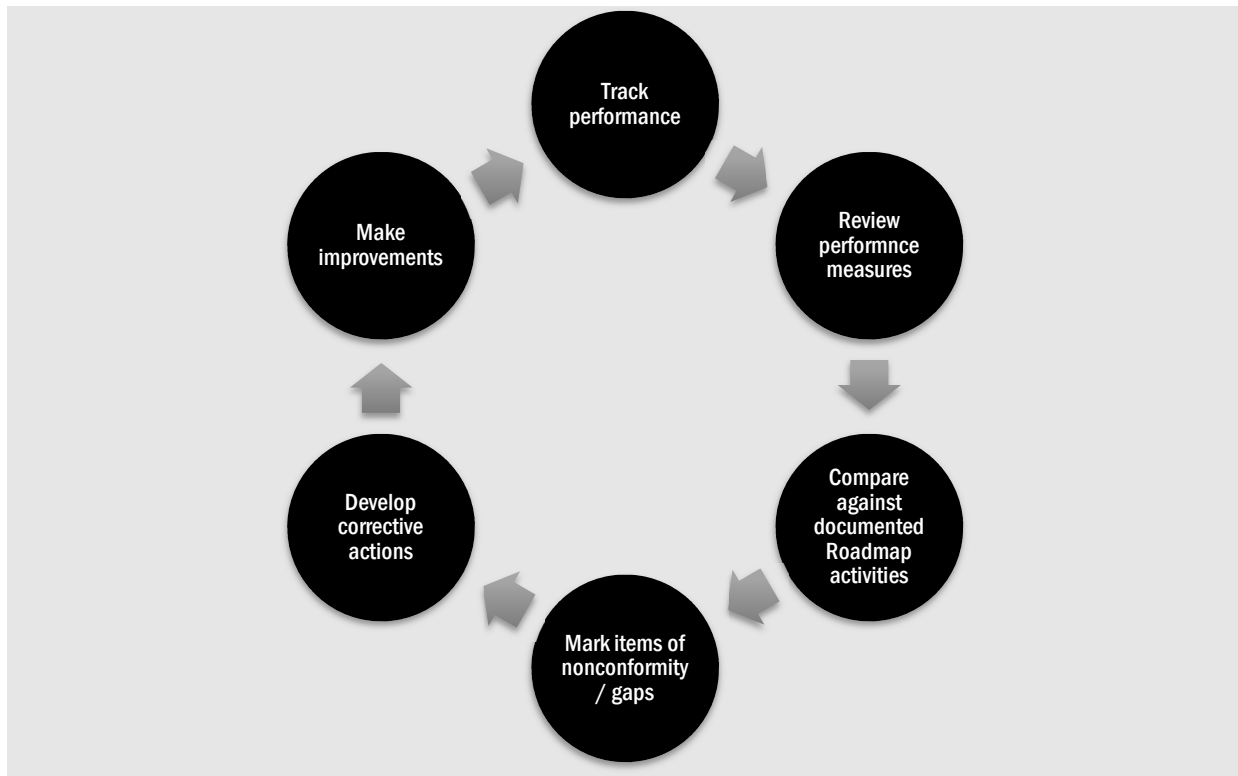 Track
performance
Review
performnce
measures
Compare
against
documented
Roadmap
activities
Mark items of
nonconformity
/ gaps
Develop
corrective
actions
Make
improvements